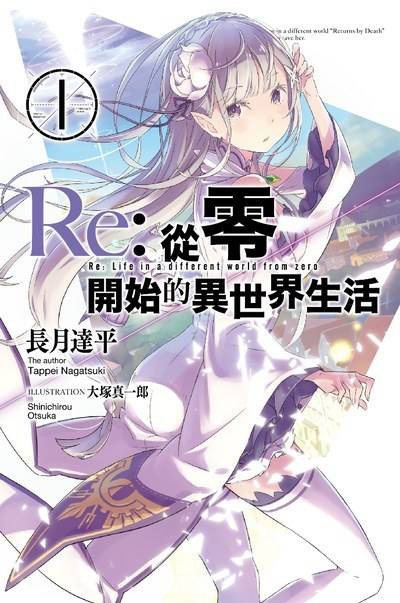 n a different world "Returns by Death"
ave her.
1
Re:從零
Re: Life in a different world from zero
開始的異世界生活
長月達平
The author
Tappei Nagatsuki
ILLUSTRATION 大塚真一郎
Shinichirou
Otsuka